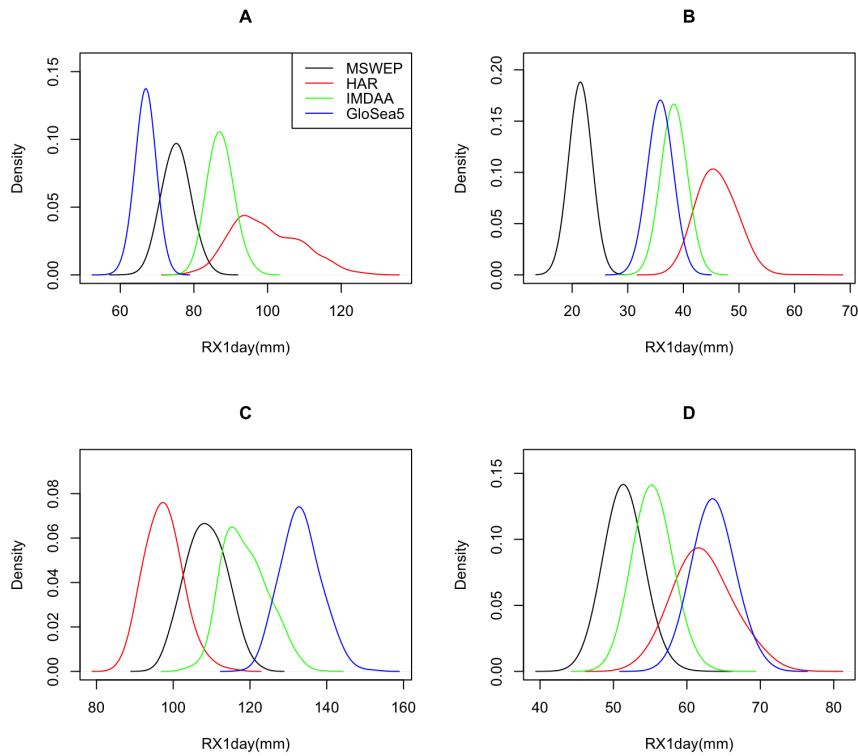 A
MSWEP
HAR
IMDAA
GloSea5
Density
0.00 0.05 0.10 0.15
60 80 100 120
RX1day(mm)
B
Density
0.00 0.05 0.10 0.15 0.20
20 30 40 50 60 70
RX1day(mm)
C
Density
0.00 0.02 0.04 0.06 0.08
80 100 120 140 160
RX1day(mm)
D
Density
0.00 0.05 0.10 0.15
40 50 60 70 80
RX1day(mm)